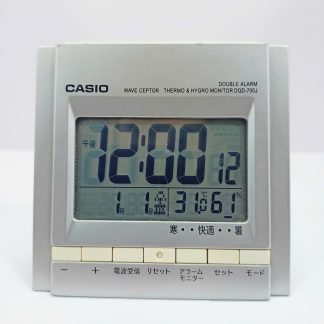 DOUBLE ALARM
CASIO WAVE CEPTOR THERMO & HYGRO MONITOR DQD-700J
午後 12:00 12
1月 1日 31℃ 61%
寒・・快適・・暑
− + 電波受信 リセット アラーム モニター セット モード